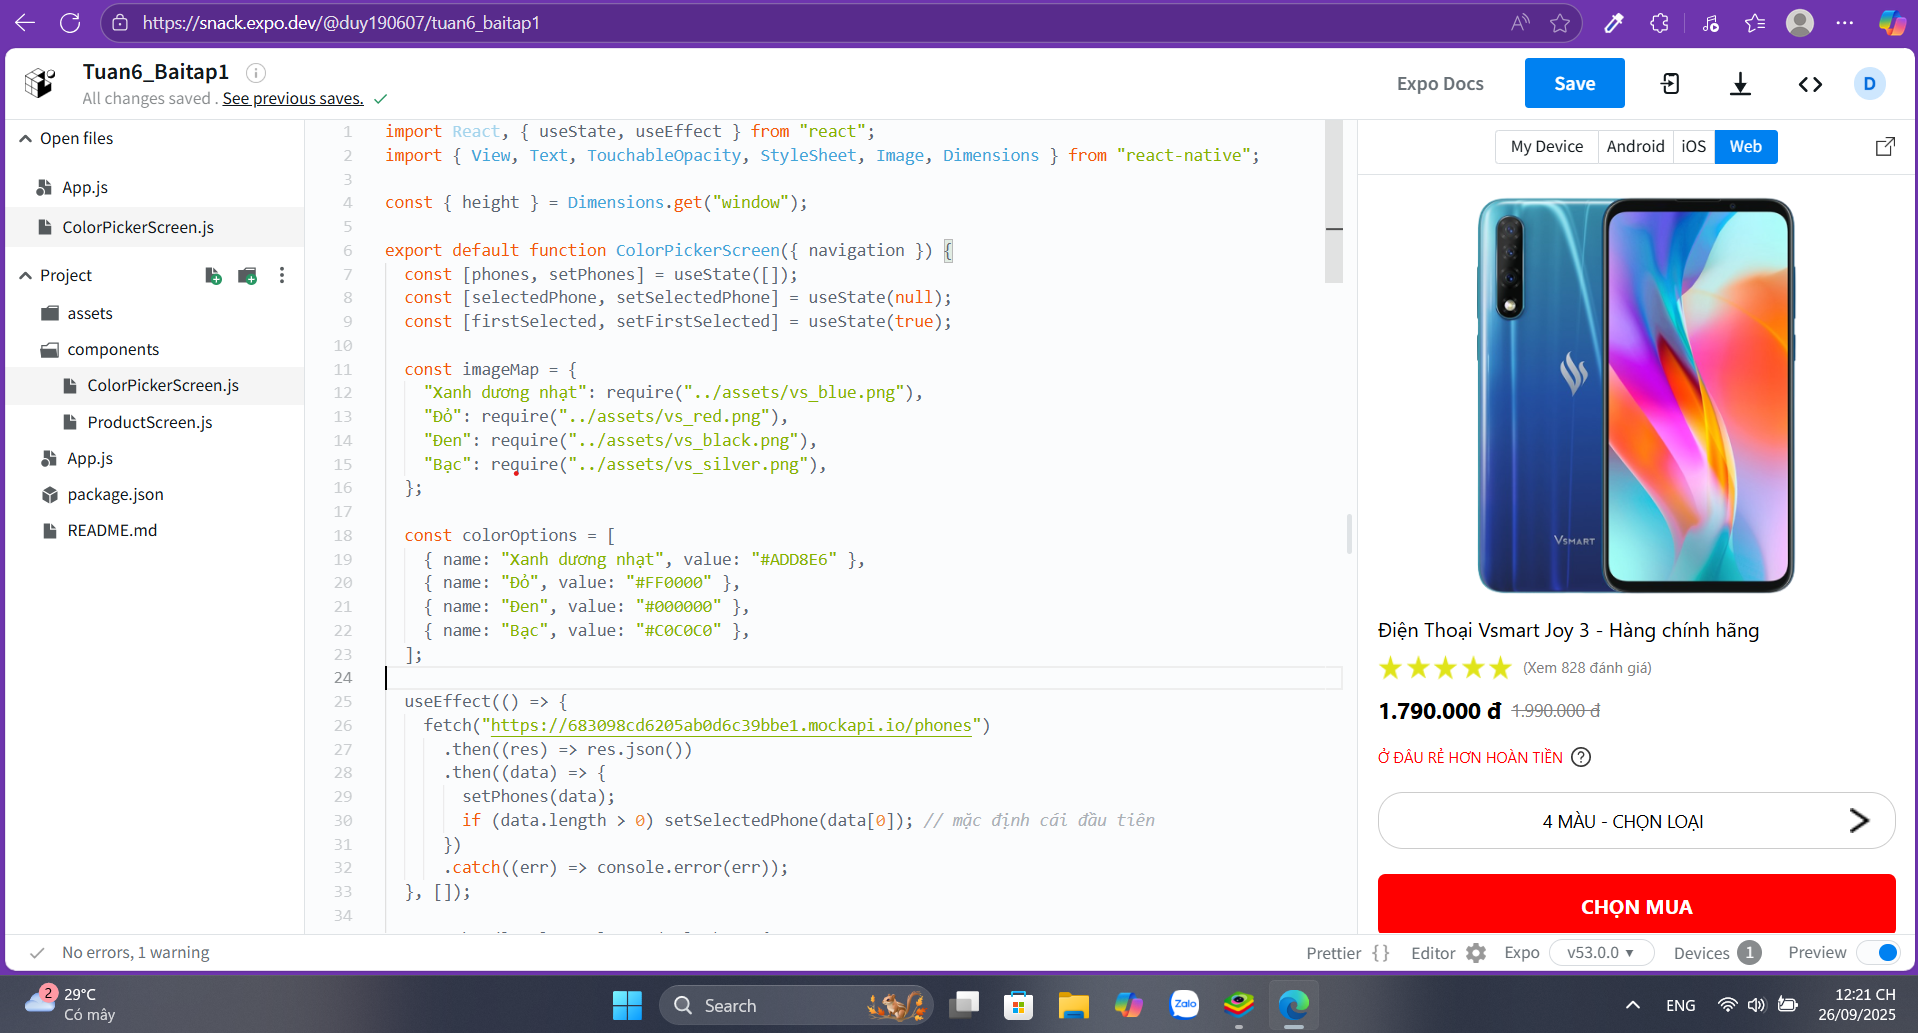 https://snack.expo.dev/@duy190607/tuan6_baitap1
Tuan6_Baitap1
All changes saved . See previous saves.
Expo Docs
Save
D
Open files
App.js
ColorPickerScreen.js
Project
assets
components
ColorPickerScreen.js
ProductScreen.js
App.js
package.json
README.md
1 import React, { useState, useEffect } from "react";
2 import { View, Text, TouchableOpacity, StyleSheet, Image, Dimensions } from "react-native";
3
4 const { height } = Dimensions.get("window");
5
6 export default function ColorPickerScreen({ navigation }) {
7 const [phones, setPhones] = useState([]);
8 const [selectedPhone, setSelectedPhone] = useState(null);
9 const [firstSelected, setFirstSelected] = useState(true);
10
11 const imageMap = {
12 "Xanh dương nhạt": require("../assets/vs_blue.png"),
13 "Đỏ": require("../assets/vs_red.png"),
14 "Đen": require("../assets/vs_black.png"),
15 "Bạc": require("../assets/vs_silver.png"),
16 };
17
18 const colorOptions = [
19 { name: "Xanh dương nhạt", value: "#ADD8E6" },
20 { name: "Đỏ", value: "#FF0000" },
21 { name: "Đen", value: "#000000" },
22 { name: "Bạc", value: "#C0C0C0" },
23 ];
24
25 useEffect(() => {
26 fetch("https://683098cd6205ab0d6c39bbe1.mockapi.io/phones")
27 .then((res) => res.json())
28 .then((data) => {
29 setPhones(data);
30 if (data.length > 0) setSelectedPhone(data[0]); // mặc định cái đầu tiên
31 })
32 .catch((err) => console.error(err));
33 }, []);
34
My Device
Android
iOS
Web
VSMART
Điện Thoại Vsmart Joy 3 - Hàng chính hãng
(Xem 828 đánh giá)
1.790.000 đ 1.990.000 đ
Ở ĐÂU RẺ HƠN HOÀN TIỀN ?
4 MÀU - CHỌN LOẠI
CHỌN MUA
No errors, 1 warning
Prettier { }
Editor
Expo
v53.0.0
Devices 1
Preview
2
29°C
Có mây
Search
Zalo
ENG
12:21 CH
26/09/2025